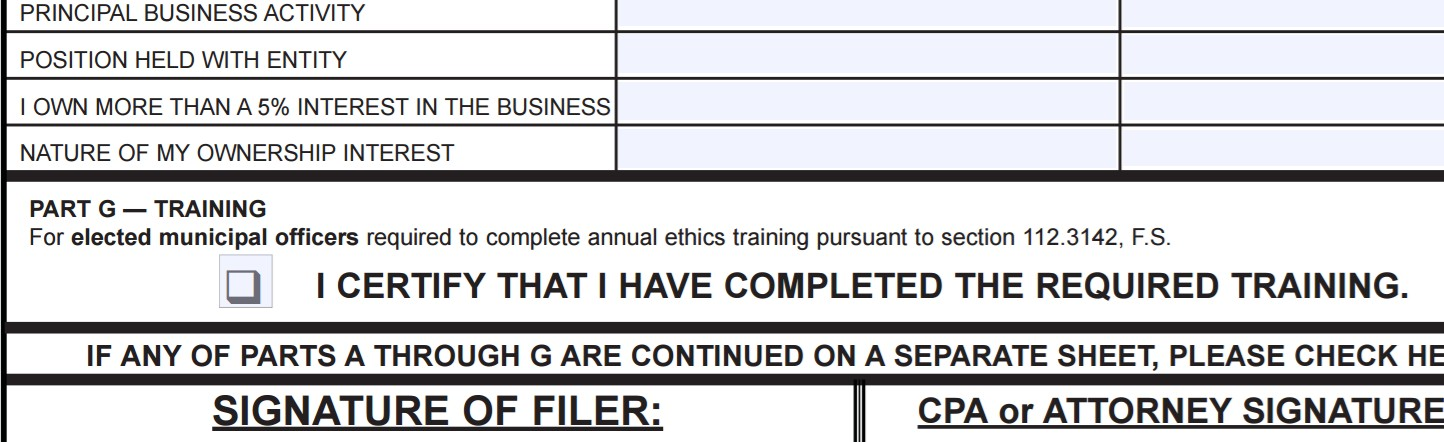 PRINCIPAL BUSINESS ACTIVITY
POSITION HELD WITH ENTITY
I OWN MORE THAN A 5% INTEREST IN THE BUSINESS
NATURE OF MY OWNERSHIP INTEREST
PART G — TRAINING
For elected municipal officers required to complete annual ethics training pursuant to section 112.3142, F.S.
I CERTIFY THAT I HAVE COMPLETED THE REQUIRED TRAINING.
IF ANY OF PARTS A THROUGH G ARE CONTINUED ON A SEPARATE SHEET, PLEASE CHECK HE
SIGNATURE OF FILER:
CPA or ATTORNEY SIGNATURE